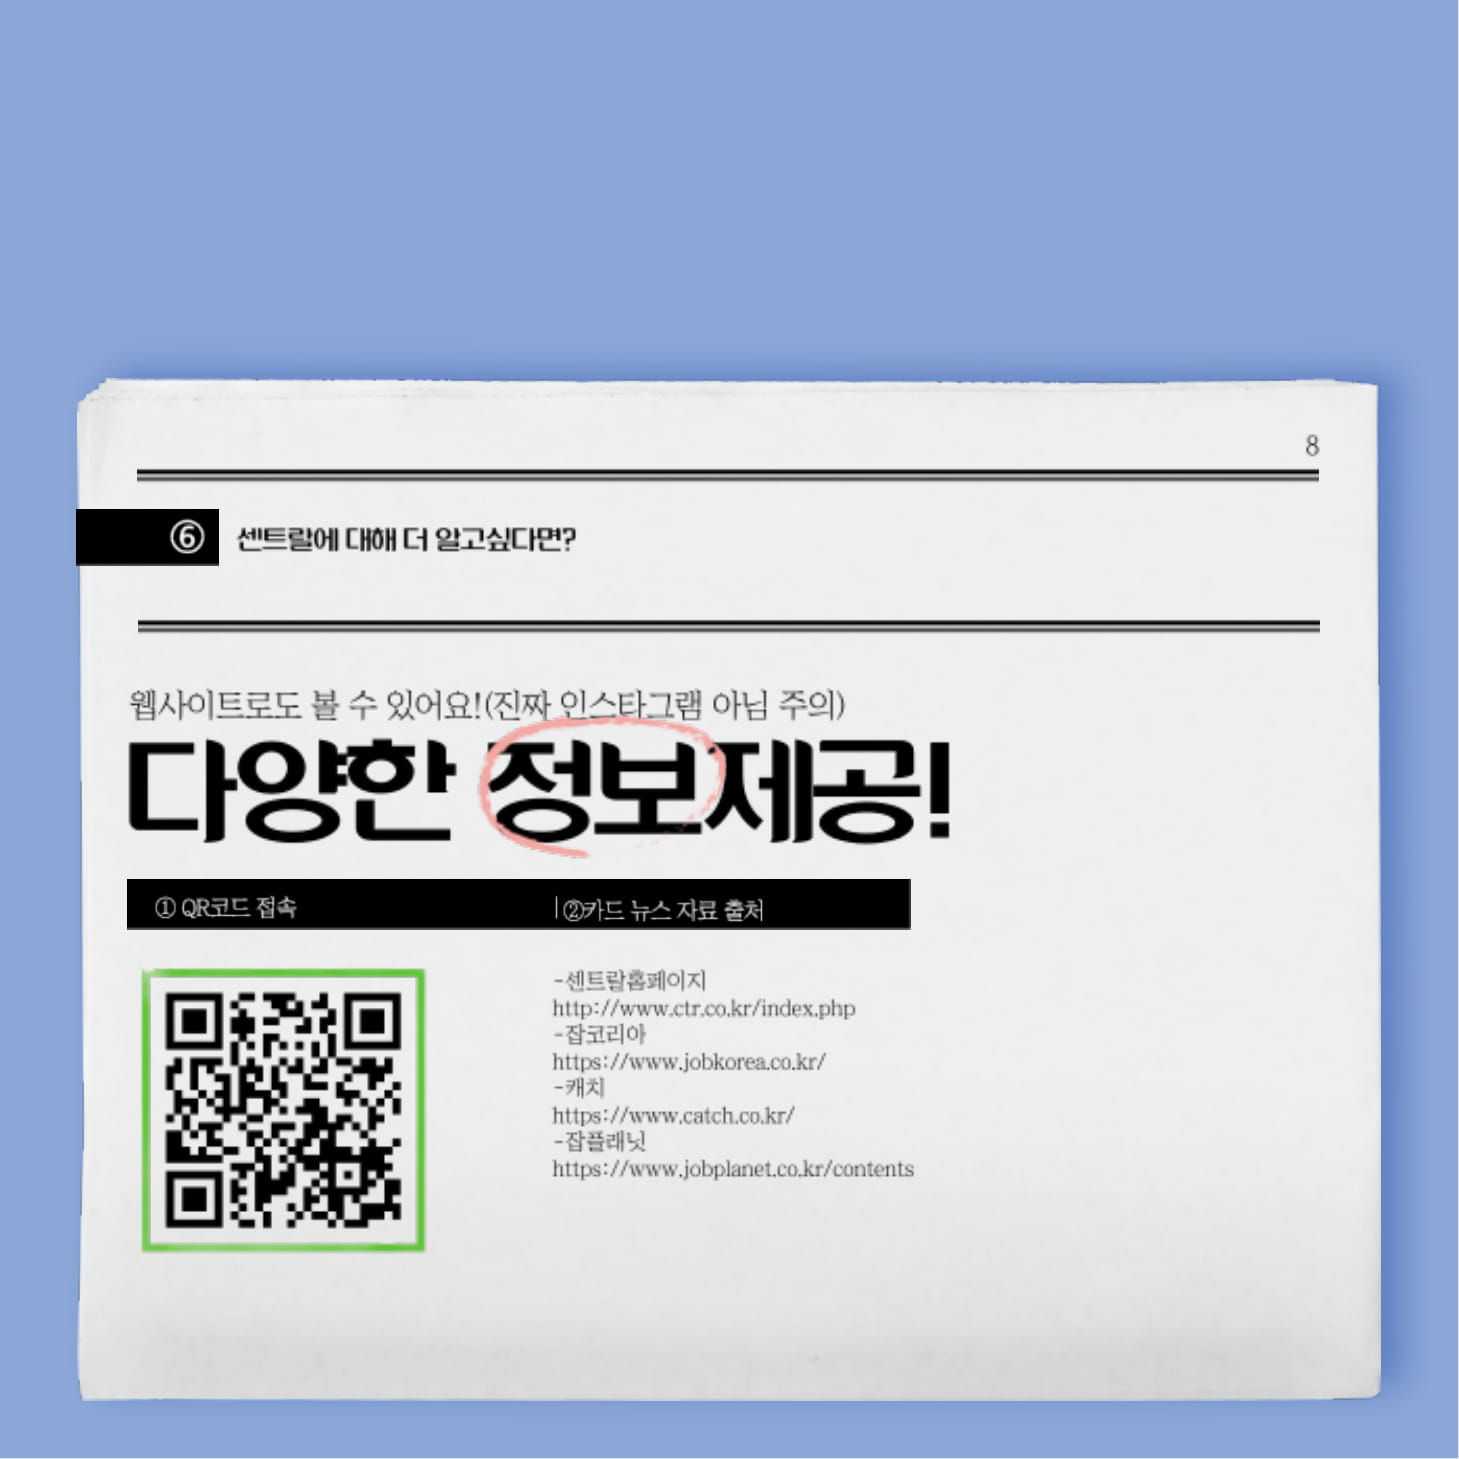 8
⑥ 센트랄에 대해 더 알고싶다면?
웹사이트로도 볼 수 있어요!(진짜 인스타그램 아님 주의)
다양한 정보제공!
① QR코드 접속
|②카드 뉴스 자료 출처
-센트랄홈페이지
http://www.ctr.co.kr/index.php
-잡코리아
https://www.jobkorea.co.kr/
-캐치
https://www.catch.co.kr/
-잡플래닛
https://www.jobplanet.co.kr/contents